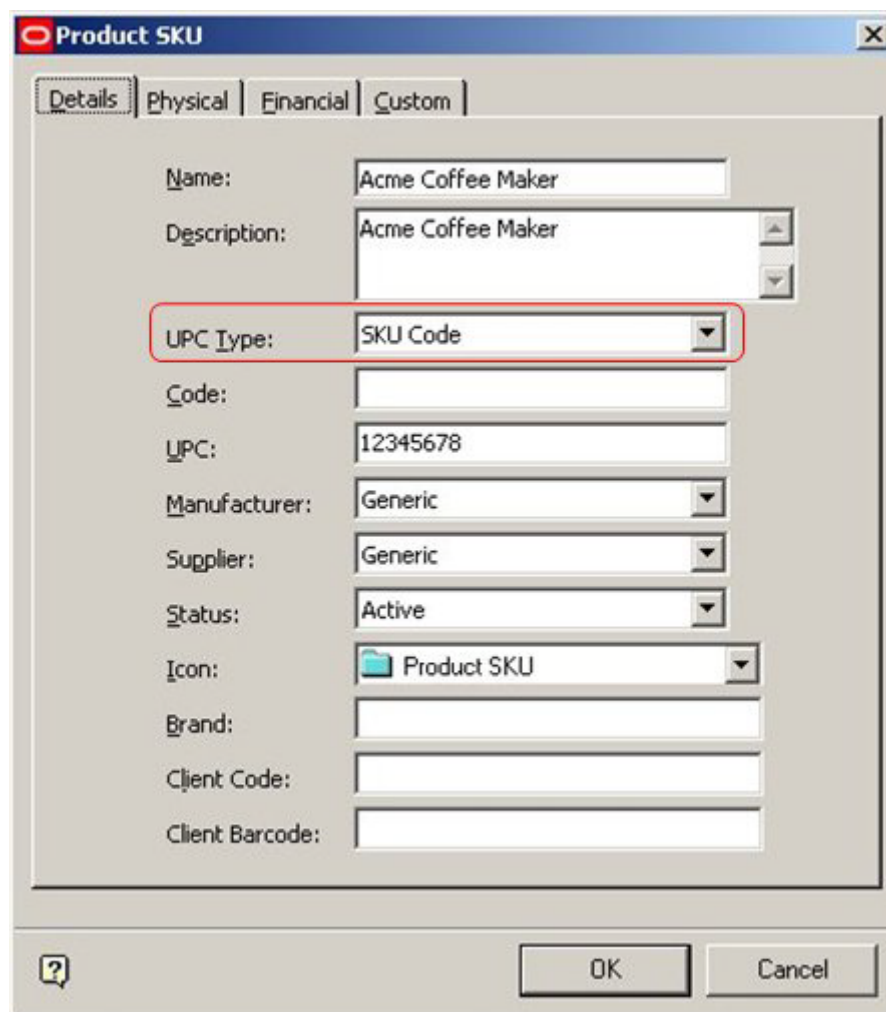 Product SKU
Details Physical Financial Custom
Name: Acme Coffee Maker
Description: Acme Coffee Maker
UPC Type: SKU Code
Code:
UPC: 12345678
Manufacturer: Generic
Supplier: Generic
Status: Active
Icon: Product SKU
Brand:
Client Code:
Client Barcode:
? OK Cancel